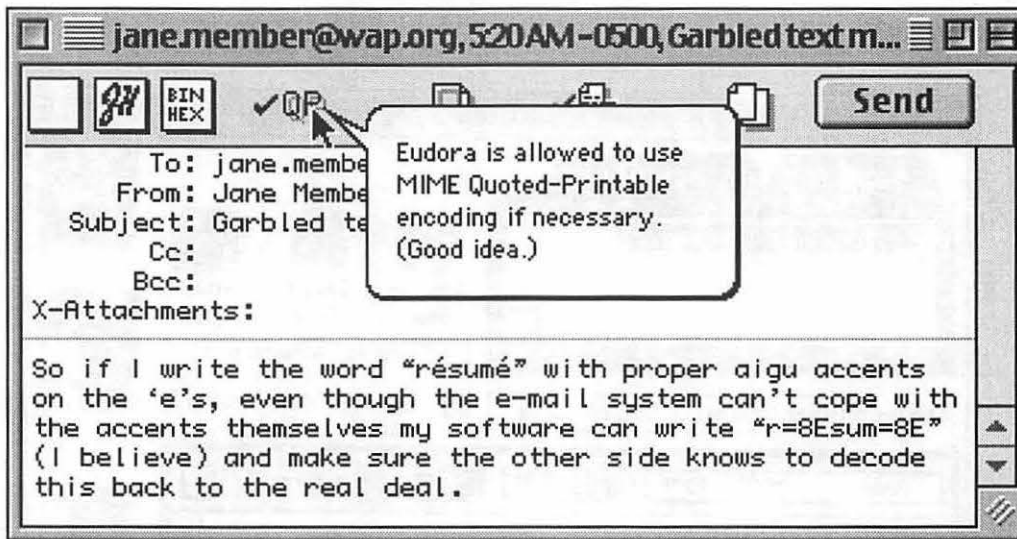 jane.member@wap.org, 5:20 AM -0500, Garbled text m...
BIN
HEX
QP
Send
Eudora is allowed to use
MIME Quoted-Printable
encoding if necessary.
(Good idea.)
To: jane.membe
From: Jane Membe
Subject: Garbled te
Cc:
Bcc:
X-Attachments:
So if I write the word “résumé” with proper aigu accents
on the ‘e’s, even though the e-mail system can’t cope with
the accents themselves my software can write “r=8Esum=8E”
(I believe) and make sure the other side knows to decode
this back to the real deal.